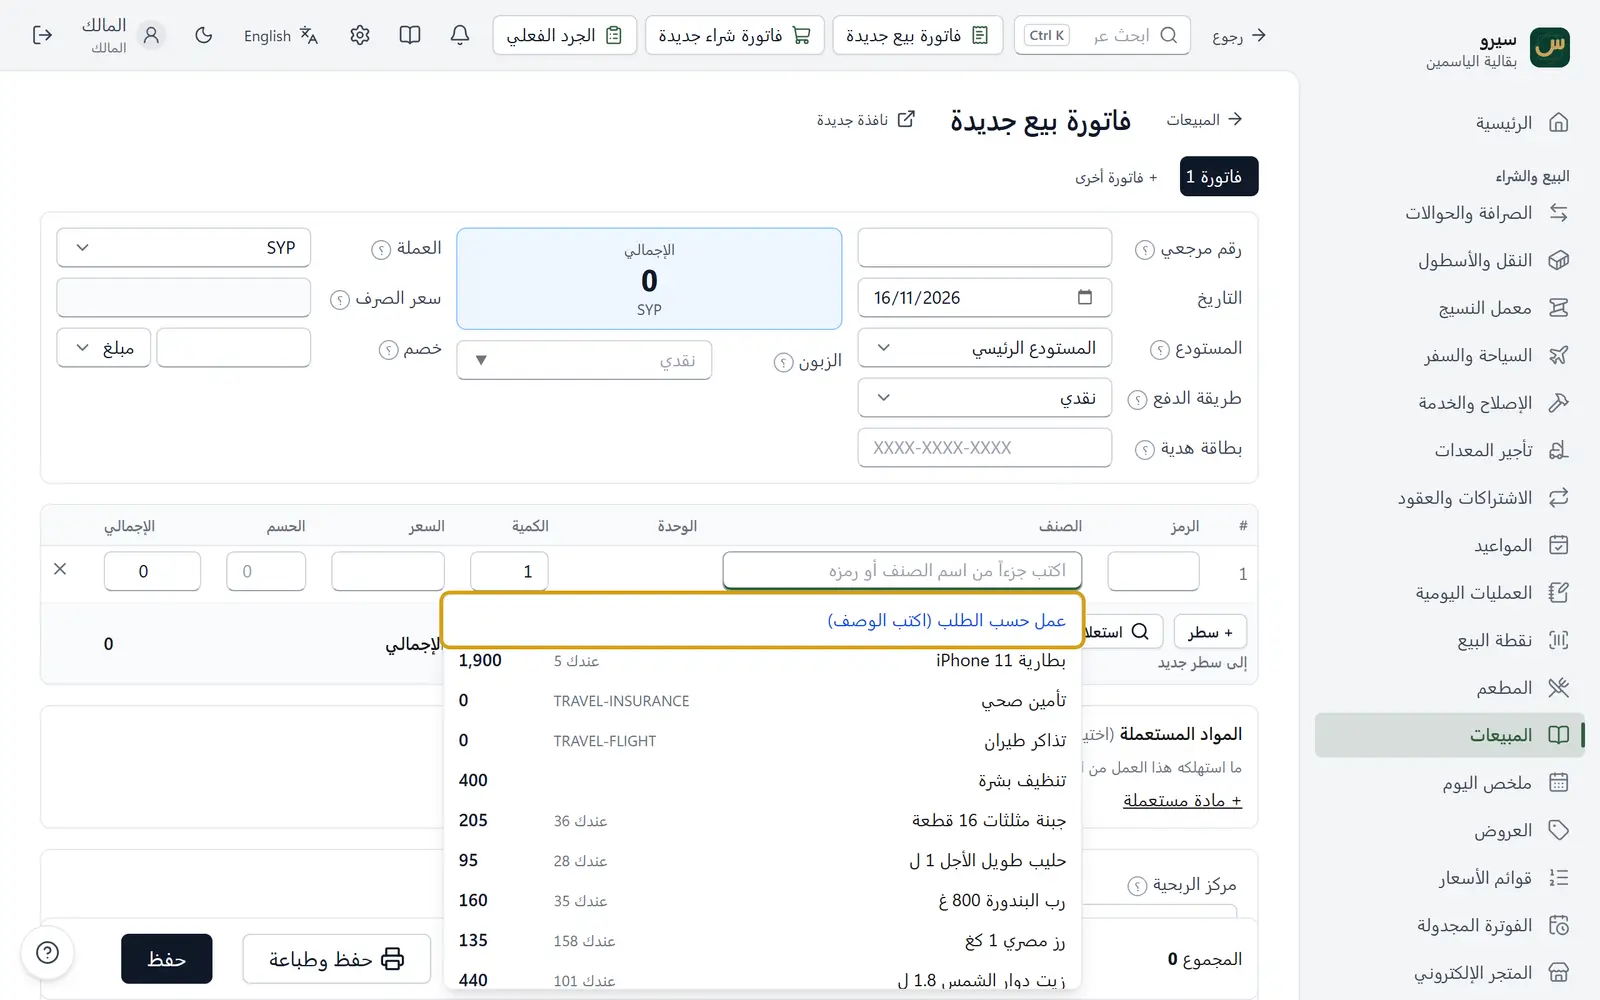 سيرو
بقالية الياسمين
رجوع
ابحث عر
Ctrl K
فاتورة بيع جديدة
فاتورة شراء جديدة
الجرد الفعلي
English
المالك
المالك
الرئيسية
البيع والشراء
الصرافة والحوالات
النقل والأسطول
معمل النسيج
السياحة والسفر
الإصلاح والخدمة
تأجير المعدات
الاشتراكات والعقود
المواعيد
العمليات اليومية
نقطة البيع
المطعم
المبيعات
ملخص اليوم
العروض
قوائم الأسعار
الفوترة المجدولة
المتجر الإلكتروني
المبيعات
فاتورة بيع جديدة
نافذة جديدة
فاتورة 1
+ فاتورة أخرى
رقم مرجعي ؟
التاريخ
16/11/2026
المستودع ؟
المستودع الرئيسي
طريقة الدفع ؟
نقدي
بطاقة هدية ؟
XXXX-XXXX-XXXX
الإجمالي
0
SYP
الزبون ؟
نقدي
العملة ؟
SYP
سعر الصرف ؟
خصم ؟
مبلغ
# الرمز الصنف الوحدة الكمية السعر الحسم الإجمالي
1 اكتب جزءاً من اسم الصنف أو رمزه 1 0 0
+ سطر
استعلا
إلى سطر جديد
الإجمالي
0
عمل حسب الطلب (اكتب الوصف)
بطارية iPhone 11 عندك 5 1,900
تأمين صحي TRAVEL-INSURANCE 0
تذاكر طيران TRAVEL-FLIGHT 0
تنظيف بشرة 400
جبنة مثلثات 16 قطعة عندك 36 205
حليب طويل الأجل 1 ل عندك 28 95
رب البندورة 800 غ عندك 35 160
رز مصري 1 كغ عندك 158 135
زيت دوار الشمس 1.8 ل عندك 101 440
المواد المستعملة
ما استهلكه هذا العمل من
+ مادة مستعملة
مركز الربحية ؟
المجموع 0
حفظ وطباعة
حفظ